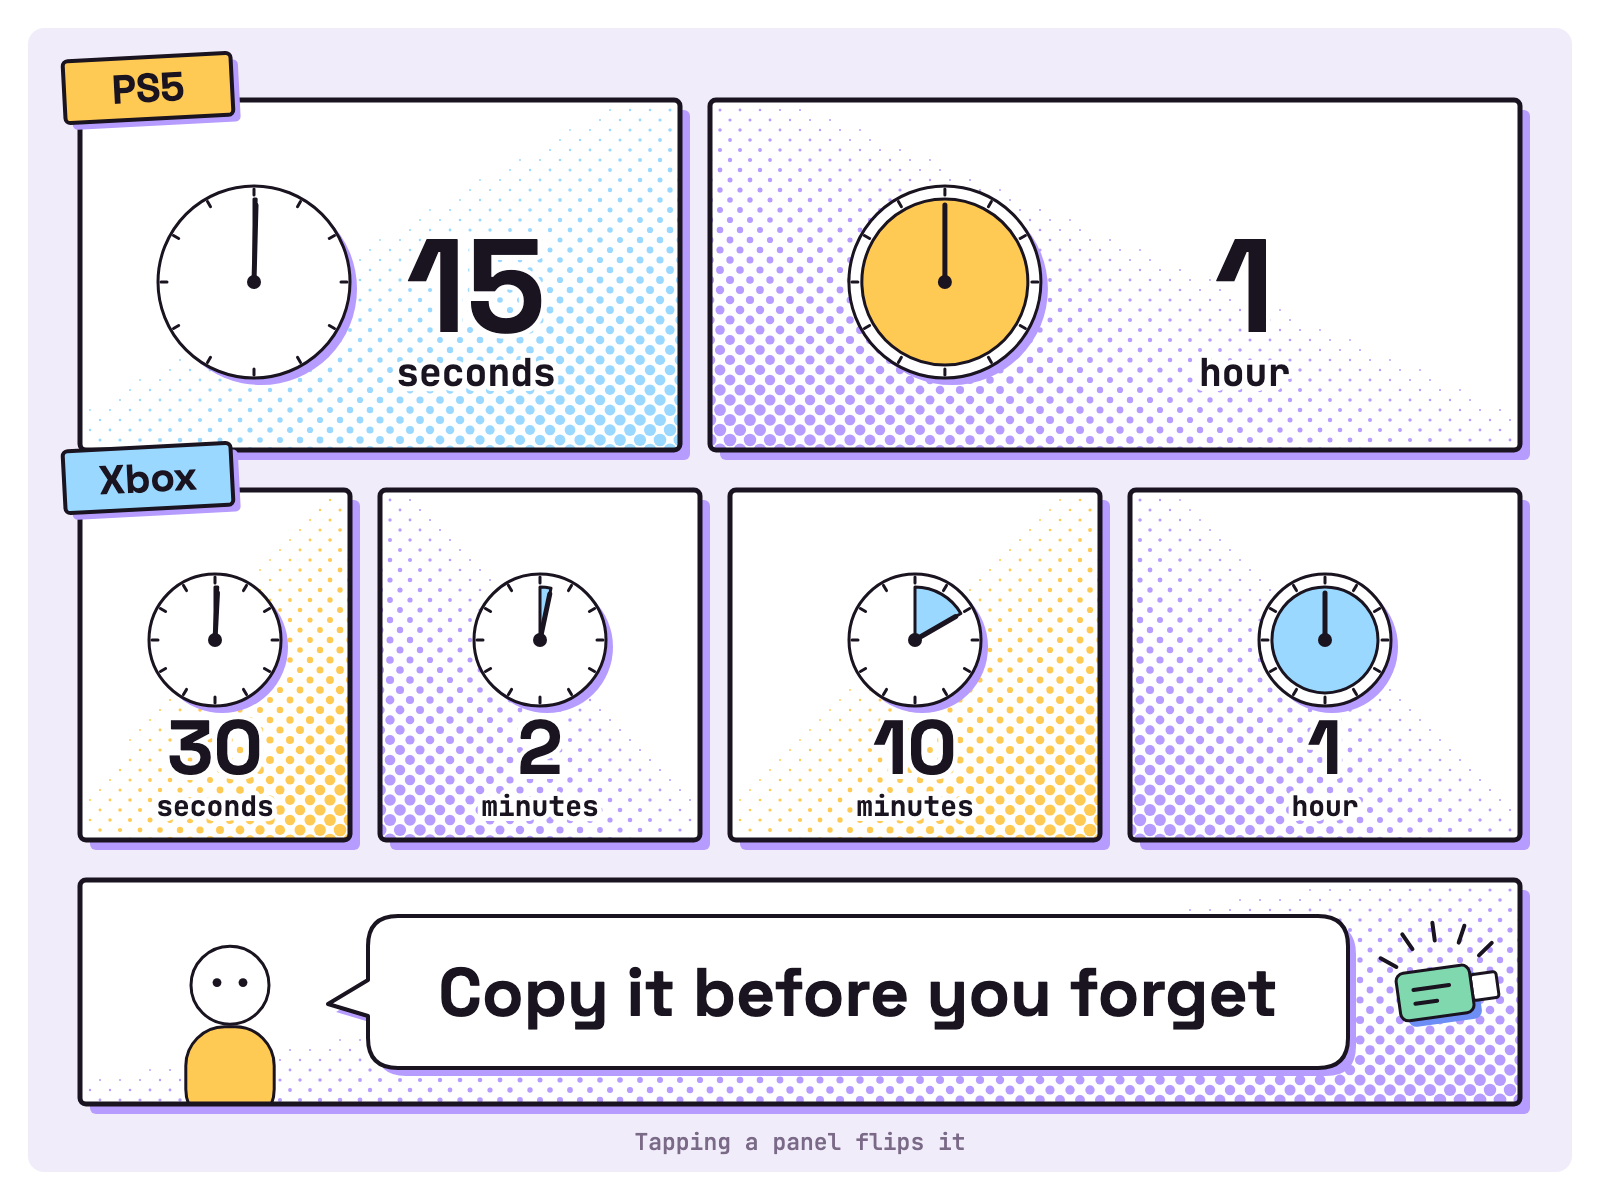 PS5
15
seconds
1
hour
Xbox
30
seconds
2
minutes
10
minutes
1
hour
Copy it before you forget
Tapping a panel flips it